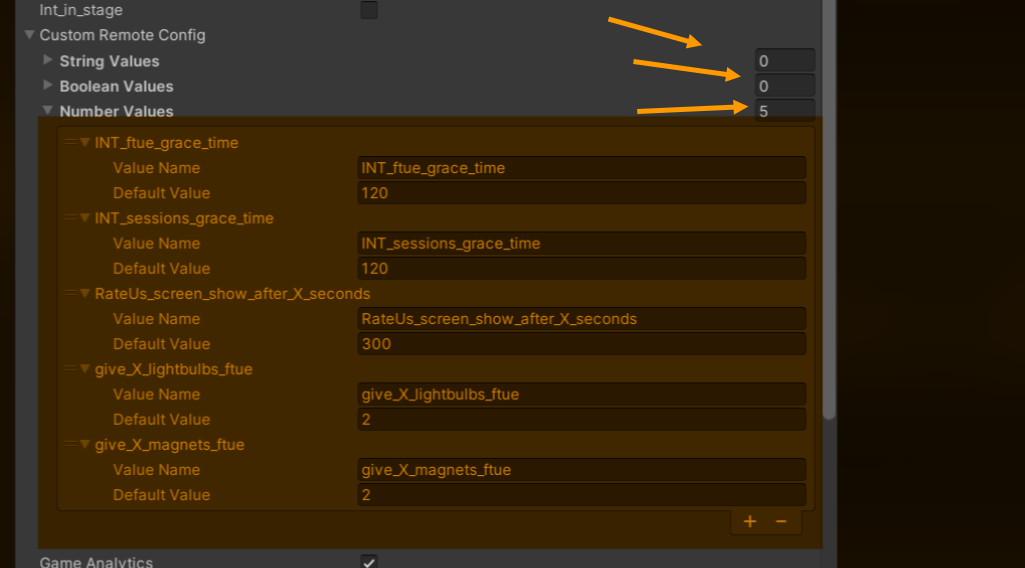 Int_in_stage
Custom Remote Config
String Values 0
Boolean Values 0
Number Values 5
INT_ftue_grace_time
Value Name INT_ftue_grace_time
Default Value 120
INT_sessions_grace_time
Value Name INT_sessions_grace_time
Default Value 120
RateUs_screen_show_after_X_seconds
Value Name RateUs_screen_show_after_X_seconds
Default Value 300
give_X_lightbulbs_ftue
Value Name give_X_lightbulbs_ftue
Default Value 2
give_X_magnets_ftue
Value Name give_X_magnets_ftue
Default Value 2
+ −
Game Analytics